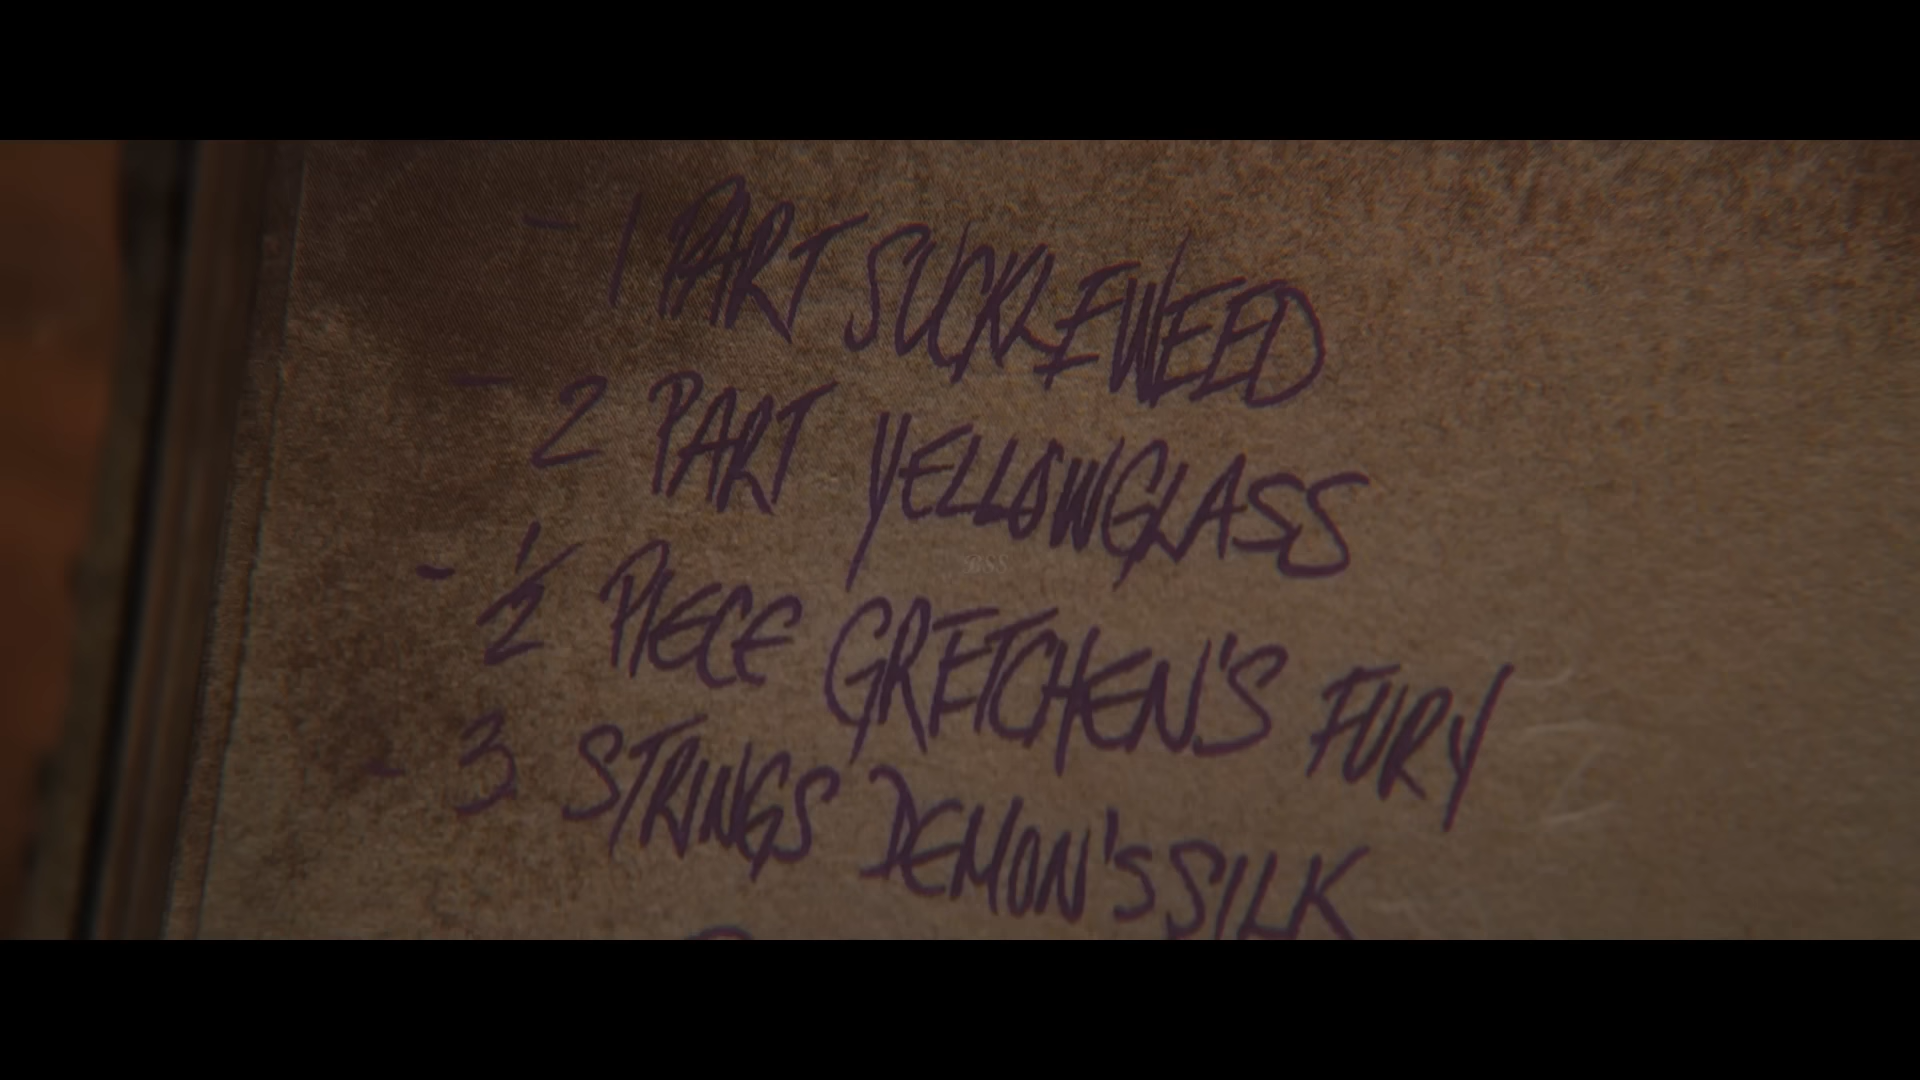 - 1 PART SUCKLEWEED
- 2 PART YELLOWGLASS
- 1/2 PIECE GRETCHEN'S FURY
- 3 STRINGS DEMON'S SILK